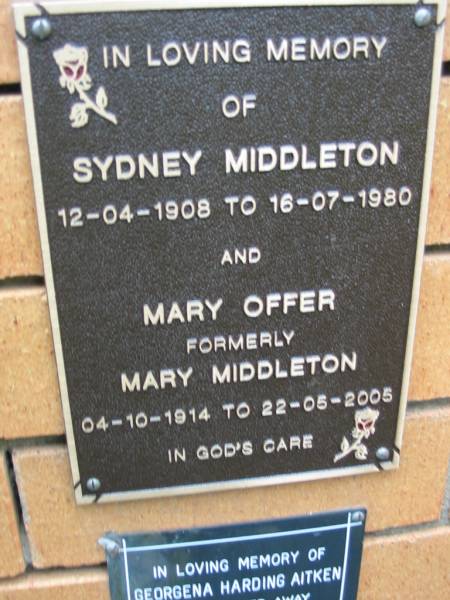 IN LOVING MEMORY
OF
SYDNEY MIDDLETON
12-04-1908 TO 16-07-1980
AND
MARY OFFER
FORMERLY
MARY MIDDLETON
04-10-1914 TO 22-05-2005
IN GOD'S CARE
IN LOVING MEMORY OF
GEORGENA HARDING AITKEN
AWAY